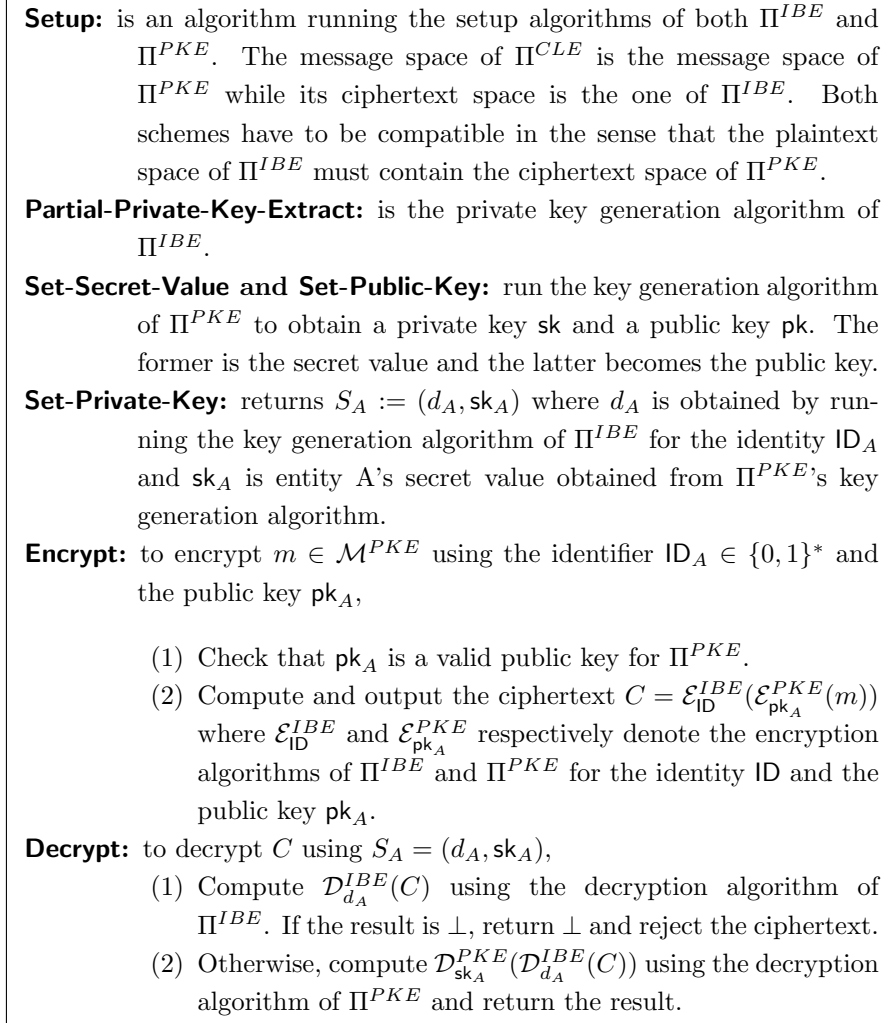 Setup: is an algorithm running the setup algorithms of both Π^{IBE} and
Π^{PKE}. The message space of Π^{CLE} is the message space of
Π^{PKE} while its ciphertext space is the one of Π^{IBE}. Both
schemes have to be compatible in the sense that the plaintext
space of Π^{IBE} must contain the ciphertext space of Π^{PKE}.
Partial-Private-Key-Extract: is the private key generation algorithm of
Π^{IBE}.
Set-Secret-Value and Set-Public-Key: run the key generation algorithm
of Π^{PKE} to obtain a private key sk and a public key pk. The
former is the secret value and the latter becomes the public key.
Set-Private-Key: returns S_A := (d_A, sk_A) where d_A is obtained by run-
ning the key generation algorithm of Π^{IBE} for the identity ID_A
and sk_A is entity A's secret value obtained from Π^{PKE}'s key
generation algorithm.
Encrypt: to encrypt m ∈ ℳ^{PKE} using the identifier ID_A ∈ {0, 1}* and
the public key pk_A,
(1) Check that pk_A is a valid public key for Π^{PKE}.
(2) Compute and output the ciphertext C = ℰ^{IBE}_{ID}(ℰ^{PKE}_{pk_A}(m))
where ℰ^{IBE}_{ID} and ℰ^{PKE}_{pk_A} respectively denote the encryption
algorithms of Π^{IBE} and Π^{PKE} for the identity ID and the
public key pk_A.
Decrypt: to decrypt C using S_A = (d_A, sk_A),
(1) Compute 𝒟^{IBE}_{d_A}(C) using the decryption algorithm of
Π^{IBE}. If the result is ⊥, return ⊥ and reject the ciphertext.
(2) Otherwise, compute 𝒟^{PKE}_{sk_A}(𝒟^{IBE}_{d_A}(C)) using the decryption
algorithm of Π^{PKE} and return the result.